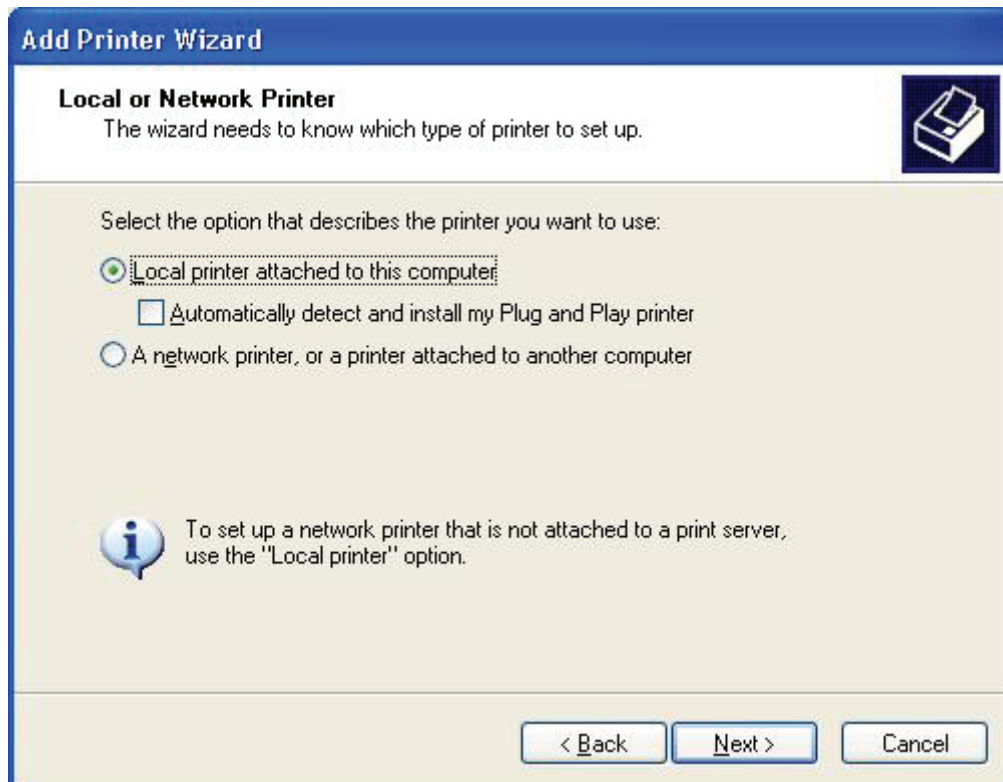 Add Printer Wizard
Local or Network Printer
The wizard needs to know which type of printer to set up.
Select the option that describes the printer you want to use:
Local printer attached to this computer
Automatically detect and install my Plug and Play printer
A network printer, or a printer attached to another computer
To set up a network printer that is not attached to a print server,
use the "Local printer" option.
< Back
Next >
Cancel